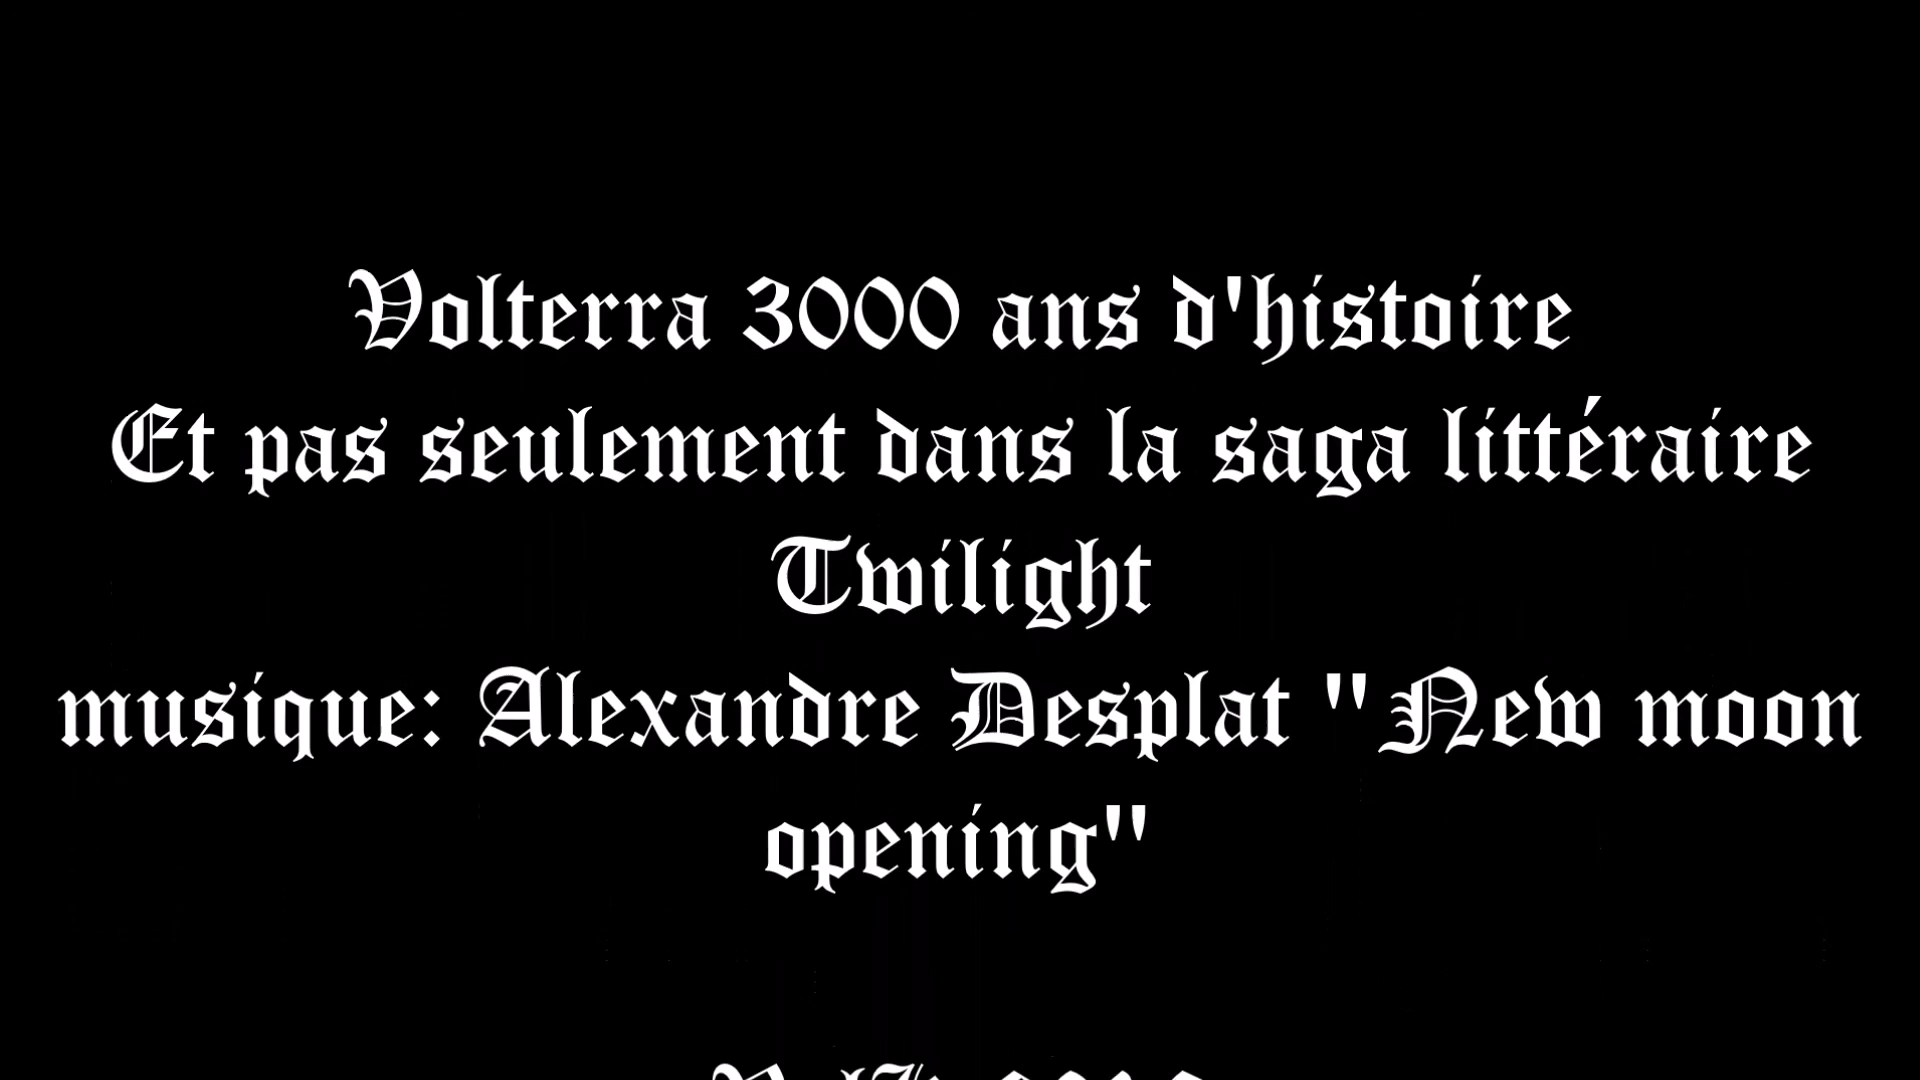 Volterra 3000 ans d'histoire
Et pas seulement dans la saga littéraire
Twilight
musique: Alexandre Desplat "New moon
opening"